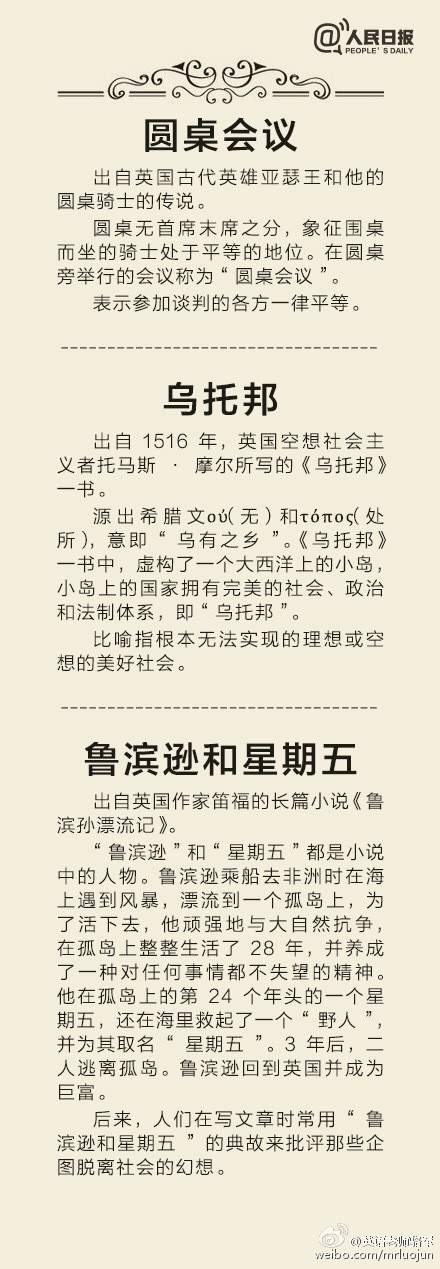 @人民日报
PEOPLE'S DAILY
圆桌会议
出自英国古代英雄亚瑟王和他的
圆桌骑士的传说。
圆桌无首席末席之分，象征围桌
而坐的骑士处于平等的地位。在圆桌
旁举行的会议称为“圆桌会议”。
表示参加谈判的各方一律平等。
乌托邦
出自 1516 年，英国空想社会主
义者托马斯 · 摩尔所写的《乌托邦》
一书。
源出希腊文ού(无)和τόπος(处
所)，意即“乌有之乡”。《乌托邦》
一书中，虚构了一个大西洋上的小岛，
小岛上的国家拥有完美的社会、政治
和法制体系，即“乌托邦”。
比喻指根本无法实现的理想或空
想的美好社会。
鲁滨逊和星期五
出自英国作家笛福的长篇小说《鲁
滨孙漂流记》。
“鲁滨逊”和“星期五”都是小说
中的人物。鲁滨逊乘船去非洲时在海
上遇到风暴，漂流到一个孤岛上，为
了活下去，他顽强地与大自然抗争，
在孤岛上整整生活了 28 年，并养成
了一种对任何事情都不失望的精神。
他在孤岛上的第 24 个年头的一个星
期五，还在海里救起了一个“野人”，
并为其取名“星期五”。3 年后，二
人逃离孤岛。鲁滨逊回到英国并成为
巨富。
后来，人们在写文章时常用“鲁
滨逊和星期五”的典故来批评那些企
图脱离社会的幻想。
@英语老师
weibo.com/mrluojun